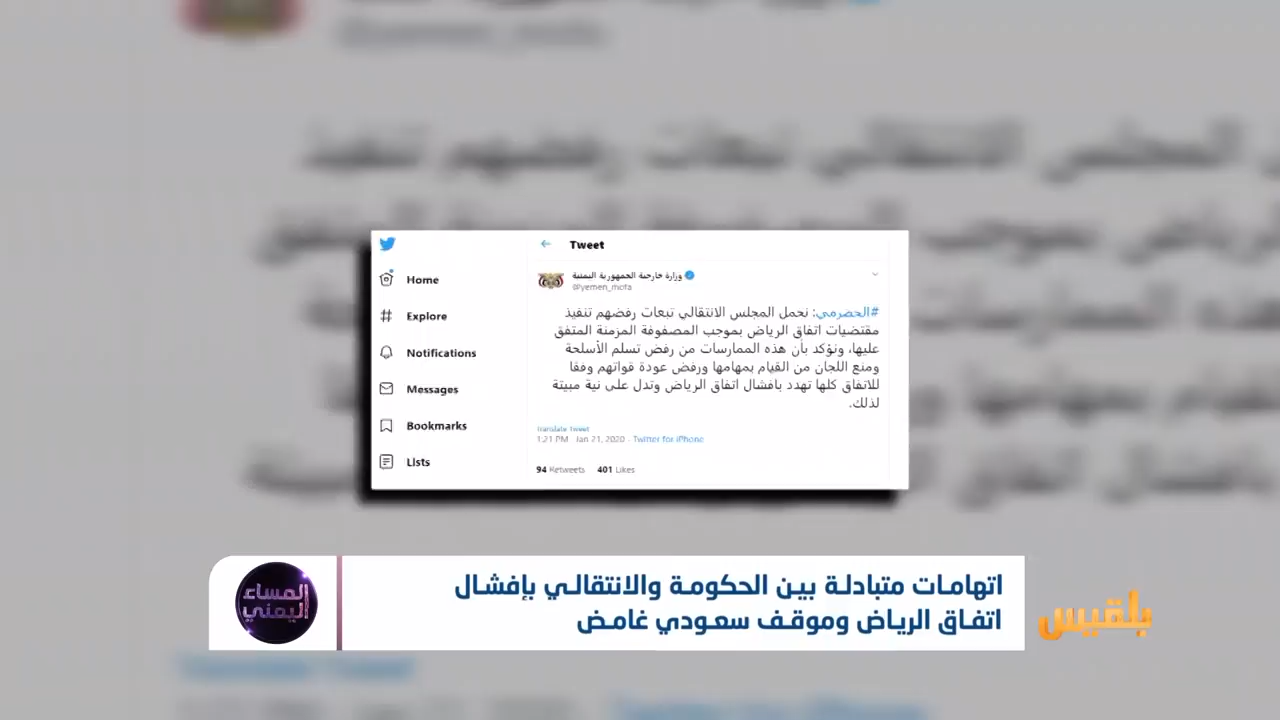 Home
Explore
Notifications
Messages
Bookmarks
Lists
Tweet
وزارة خارجية الجمهورية اليمنية
@yemen_mofa
#الحضرمي: نحمل المجلس الانتقالي تبعات رفضهم تنفيذ
مقتضيات اتفاق الرياض بموجب المصفوفة المزمنة المتفق
عليها، ونؤكد بأن هذه الممارسات من رفض تسلم الأسلحة
ومنع اللجان من القيام بمهامها ورفض عودة قواتهم وفقا
للاتفاق كلها تهدد بافشال اتفاق الرياض وتدل على نية مبيتة
لذلك.
Translate Tweet
1:21 PM · Jan 21, 2020 · Twitter for iPhone
94 Retweets 401 Likes
اتهامات متبادلة بين الحكومة والانتقالي بإفشال
اتفاق الرياض وموقف سعودي غامض
المساء
اليمني
بلقيس